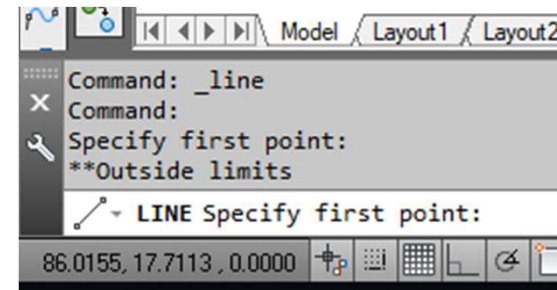 Model Layout1 Layout2
Command: _line
Command:
Specify first point:
**Outside limits
LINE Specify first point:
86.0155, 17.7113 , 0.0000